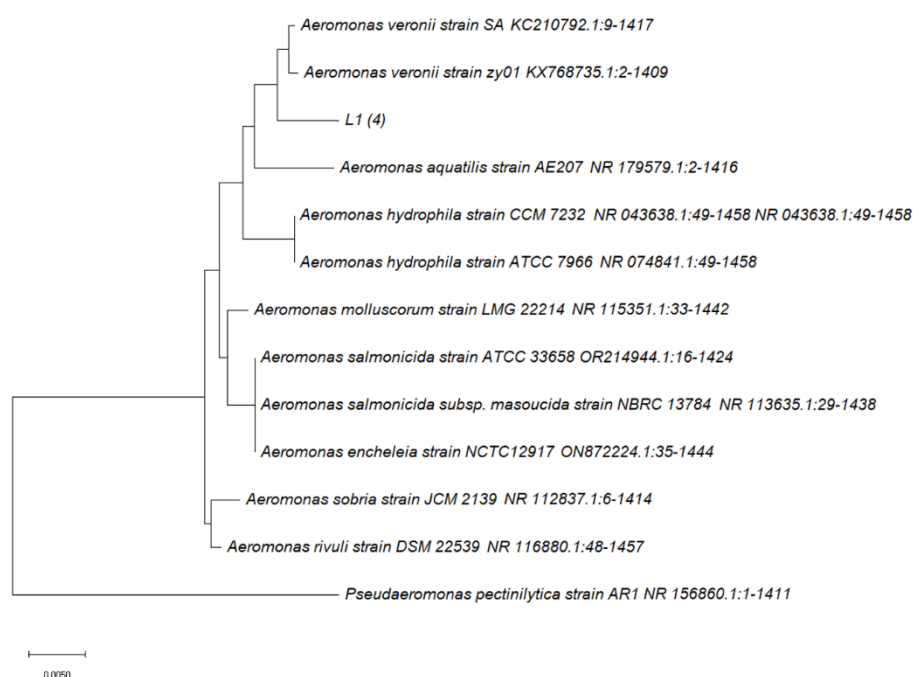 Aeromonas veronii strain SA KC210792.1:9-1417
Aeromonas veronii strain zy01 KX768735.1:2-1409
L1 (4)
Aeromonas aquatilis strain AE207 NR 179579.1:2-1416
Aeromonas hydrophila strain CCM 7232 NR 043638.1:49-1458 NR 043638.1:49-1458
Aeromonas hydrophila strain ATCC 7966 NR 074841.1:49-1458
Aeromonas molluscorum strain LMG 22214 NR 115351.1:33-1442
Aeromonas salmonicida strain ATCC 33658 OR214944.1:16-1424
Aeromonas salmonicida subsp. masoucida strain NBRC 13784 NR 113635.1:29-1438
Aeromonas encheleia strain NCTC12917 ON872224.1:35-1444
Aeromonas sobria strain JCM 2139 NR 112837.1:6-1414
Aeromonas rivuli strain DSM 22539 NR 116880.1:48-1457
Pseudaeromonas pectinilytica strain AR1 NR 156860.1:1-1411
0.0050